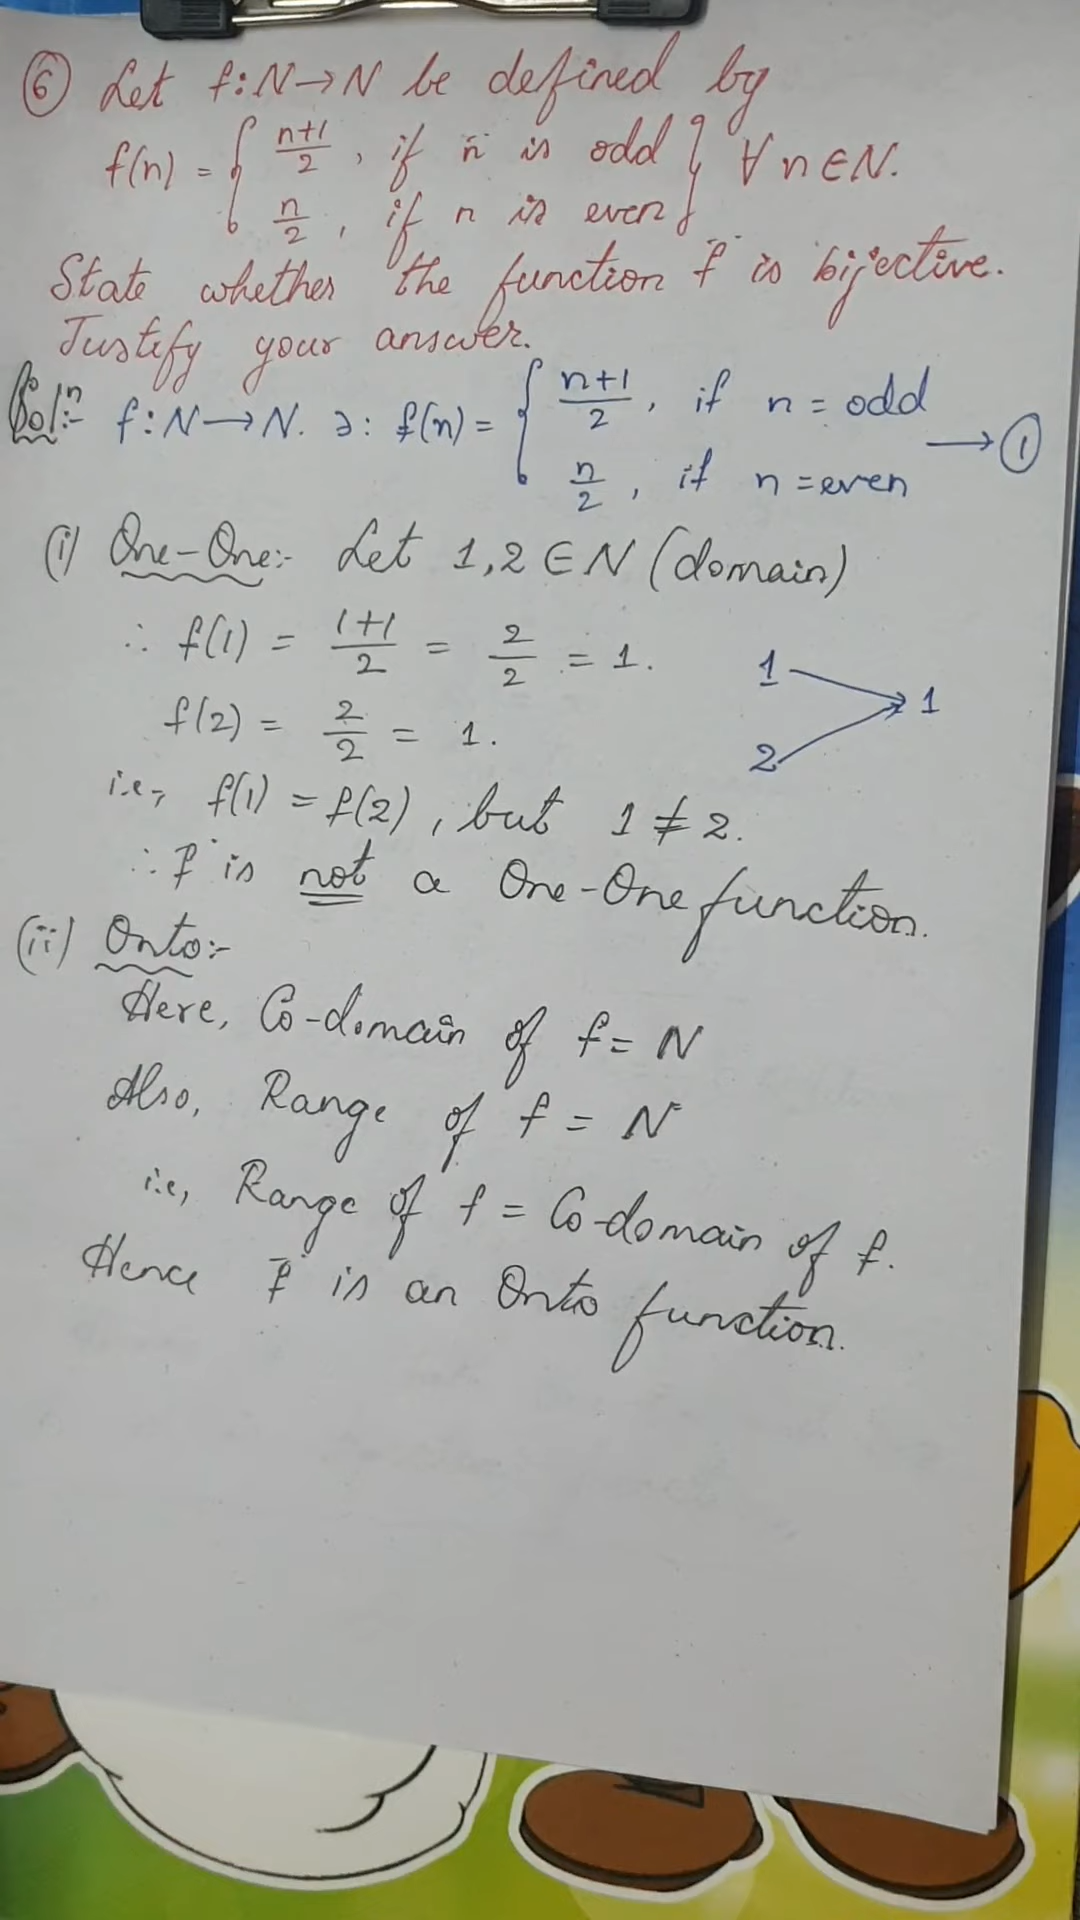 ⑥ Let f:N→N be defined by
f(n) = { n+1/2, if n is odd
n/2, if n is even } ∀ n∈N.
State whether the function f is bijective.
Justify your answer.
Solⁿ:- f:N→N. ∋: f(n) = { n+1/2, if n = odd
n/2, if n = even → ①
(i) One-One:- Let 1,2 ∈ N (domain)
∴ f(1) = 1+1/2 = 2/2 = 1.
f(2) = 2/2 = 1.
1 → 1
2
i.e., f(1) = f(2), but 1 ≠ 2.
∴ f is not a One-One function.
(ii) Onto:-
Here, Co-domain of f = N
Also, Range of f = N
i.e, Range of f = Co-domain of f.
Hence f is an Onto function.